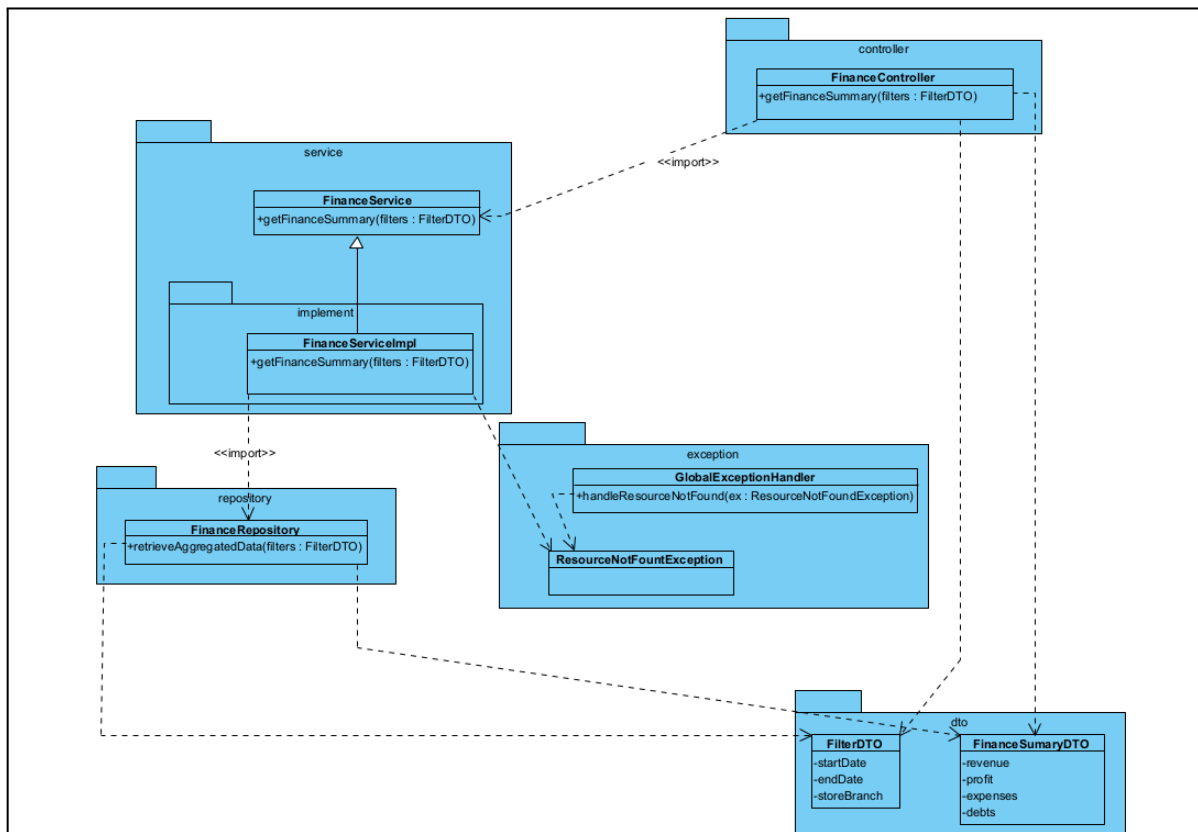 controller
FinanceController
+getFinanceSummary(filters : FilterDTO)
<<import>>
service
FinanceService
+getFinanceSummary(filters : FilterDTO)
implement
FinanceServiceImpl
+getFinanceSummary(filters : FilterDTO)
<<import>>
exception
GlobalExceptionHandler
+handleResourceNotFound(ex : ResourceNotFoundException)
ResourceNotFountException
repository
FinanceRepository
+retrieveAggregatedData(filters : FilterDTO)
dto
FilterDTO
-startDate
-endDate
-storeBranch
FinanceSumaryDTO
-revenue
-profit
-expenses
-debts